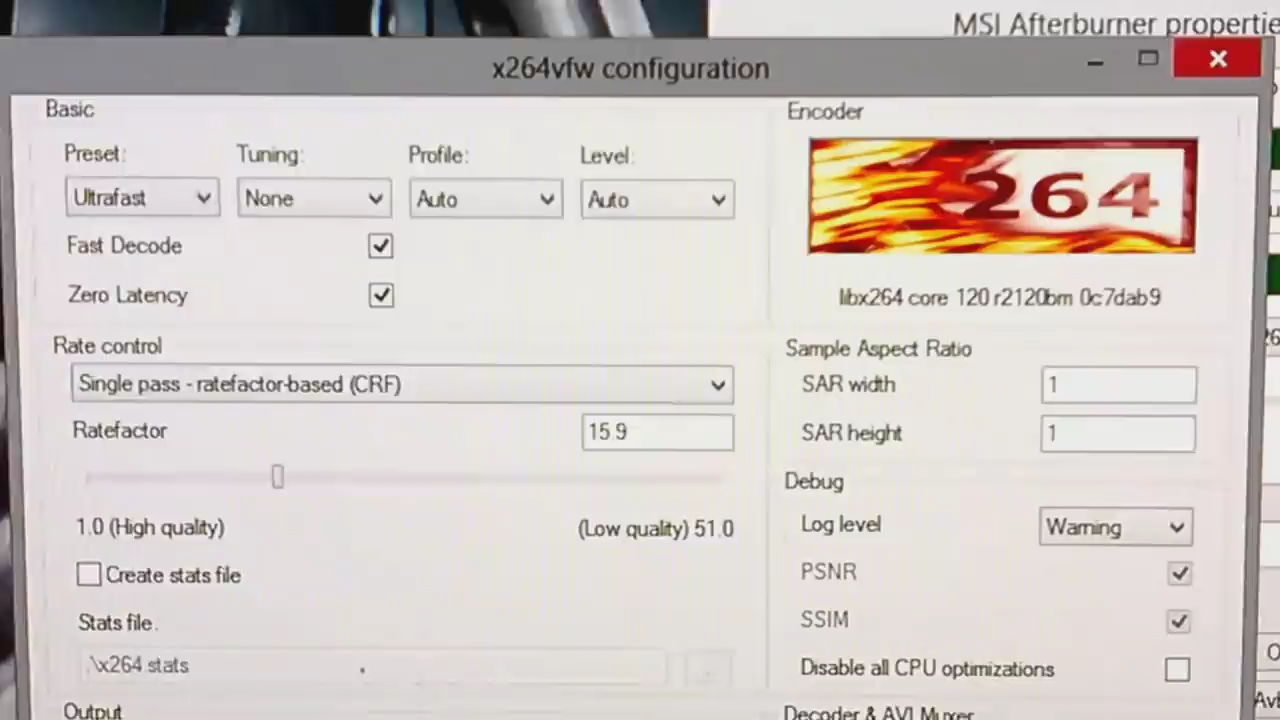 MSI Afterburner propertie
x264vfw configuration
Basic
Preset:
Tuning:
Profile:
Level:
Ultrafast
None
Auto
Auto
Fast Decode
Zero Latency
Rate control
Single pass - ratefactor-based (CRF)
Ratefactor
15.9
1.0 (High quality)
(Low quality) 51.0
Create stats file
Stats file.
.\x264 stats
Output
Encoder
264
libx264 core 120 r2120bm 0c7dab9
Sample Aspect Ratio
SAR width
1
SAR height
1
Debug
Log level
Warning
PSNR
SSIM
Disable all CPU optimizations
Decoder & AVI Muxer